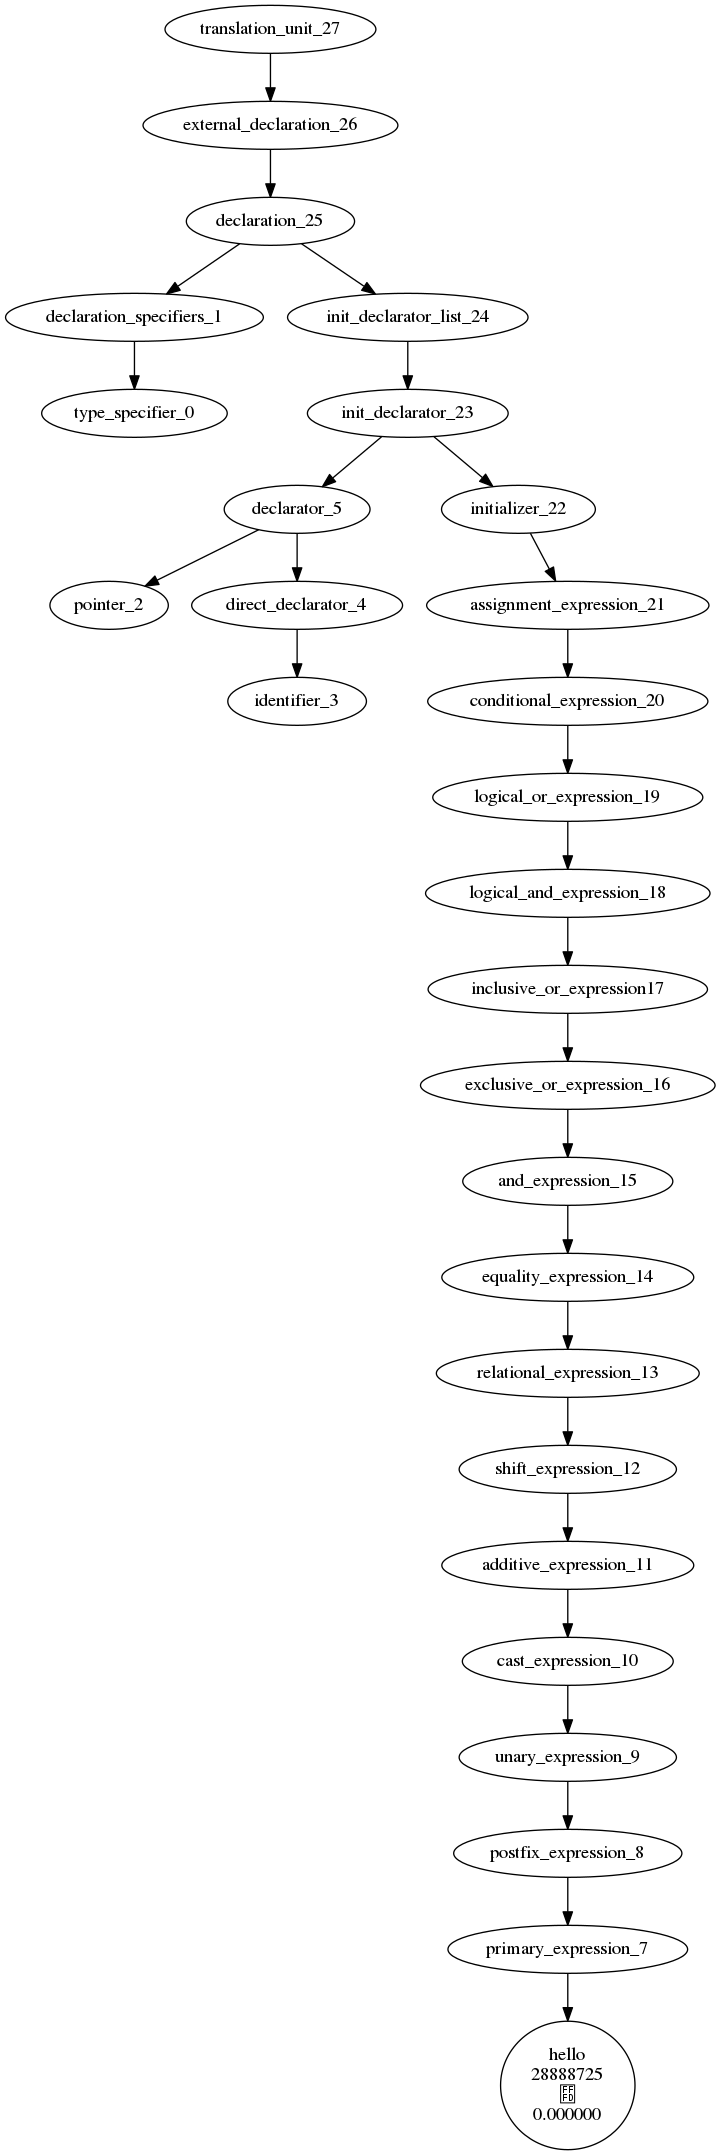 translation_unit_27
external_declaration_26
declaration_25
declaration_specifiers_1
init_declarator_list_24
type_specifier_0
init_declarator_23
declarator_5
initializer_22
pointer_2
direct_declarator_4
assignment_expression_21
identifier_3
conditional_expression_20
logical_or_expression_19
logical_and_expression_18
inclusive_or_expression17
exclusive_or_expression_16
and_expression_15
equality_expression_14
relational_expression_13
shift_expression_12
additive_expression_11
cast_expression_10
unary_expression_9
postfix_expression_8
primary_expression_7
hello
28888725
�
0.000000